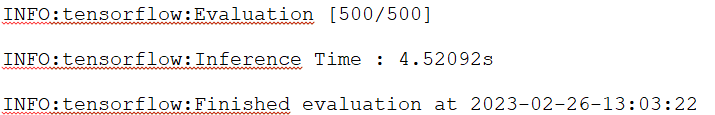 INFO:tensorflow:Evaluation [500/500]
INFO:tensorflow:Inference Time : 4.52092s
INFO:tensorflow:Finished evaluation at 2023-02-26-13:03:22